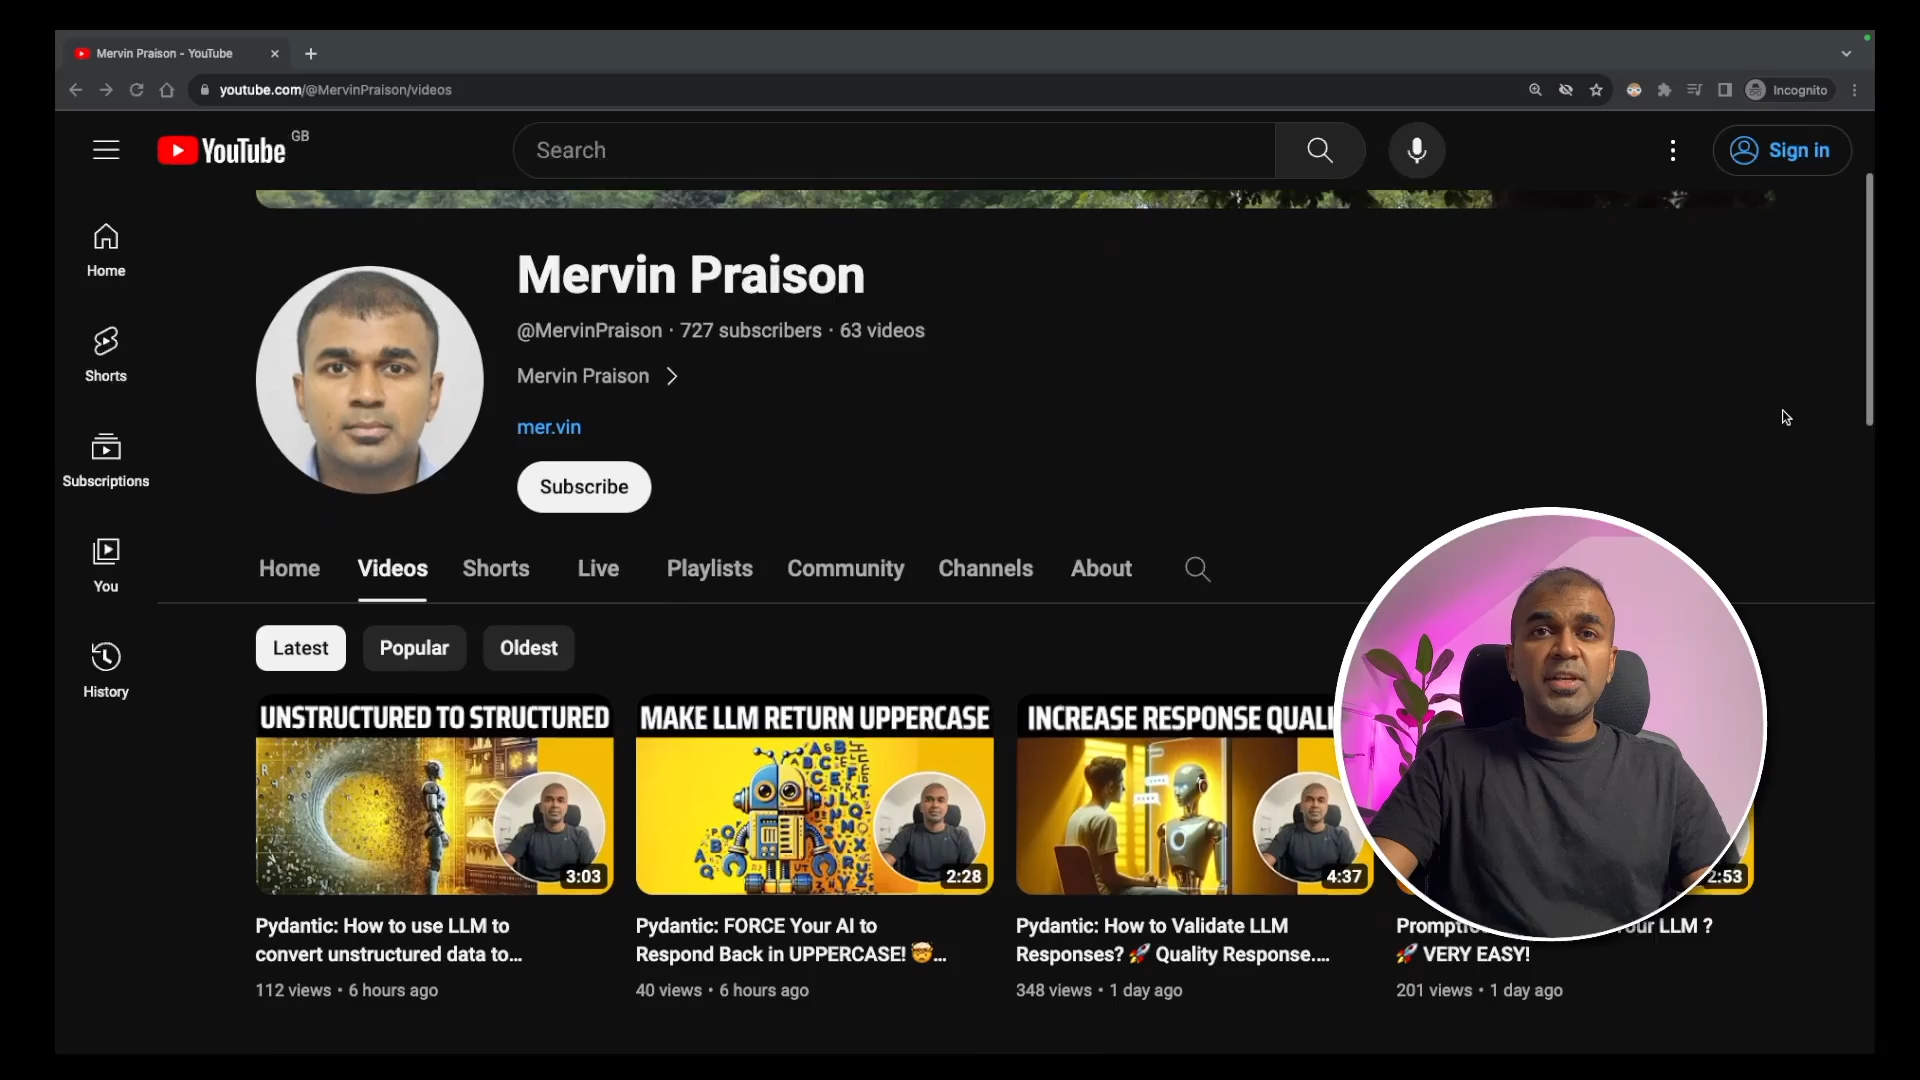 Mervin Praison - YouTube
youtube.com/@MervinPraison/videos
Incognito
YouTube GB
Search
Sign in
Home
Shorts
Subscriptions
You
History
Mervin Praison
@MervinPraison · 727 subscribers · 63 videos
Mervin Praison
mer.vin
Subscribe
Home Videos Shorts Live Playlists Community Channels About
Latest Popular Oldest
UNSTRUCTURED TO STRUCTURED
3:03
Pydantic: How to use LLM to
convert unstructured data to...
112 views • 6 hours ago
MAKE LLM RETURN UPPERCASE
2:28
Pydantic: FORCE Your AI to
Respond Back in UPPERCASE! 🤯...
40 views • 6 hours ago
INCREASE RESPONSE QUALI
4:37
Pydantic: How to Validate LLM
Responses? 🚀 Quality Response....
348 views • 1 day ago
2:53
LLM ?
🚀 VERY EASY!
201 views • 1 day ago